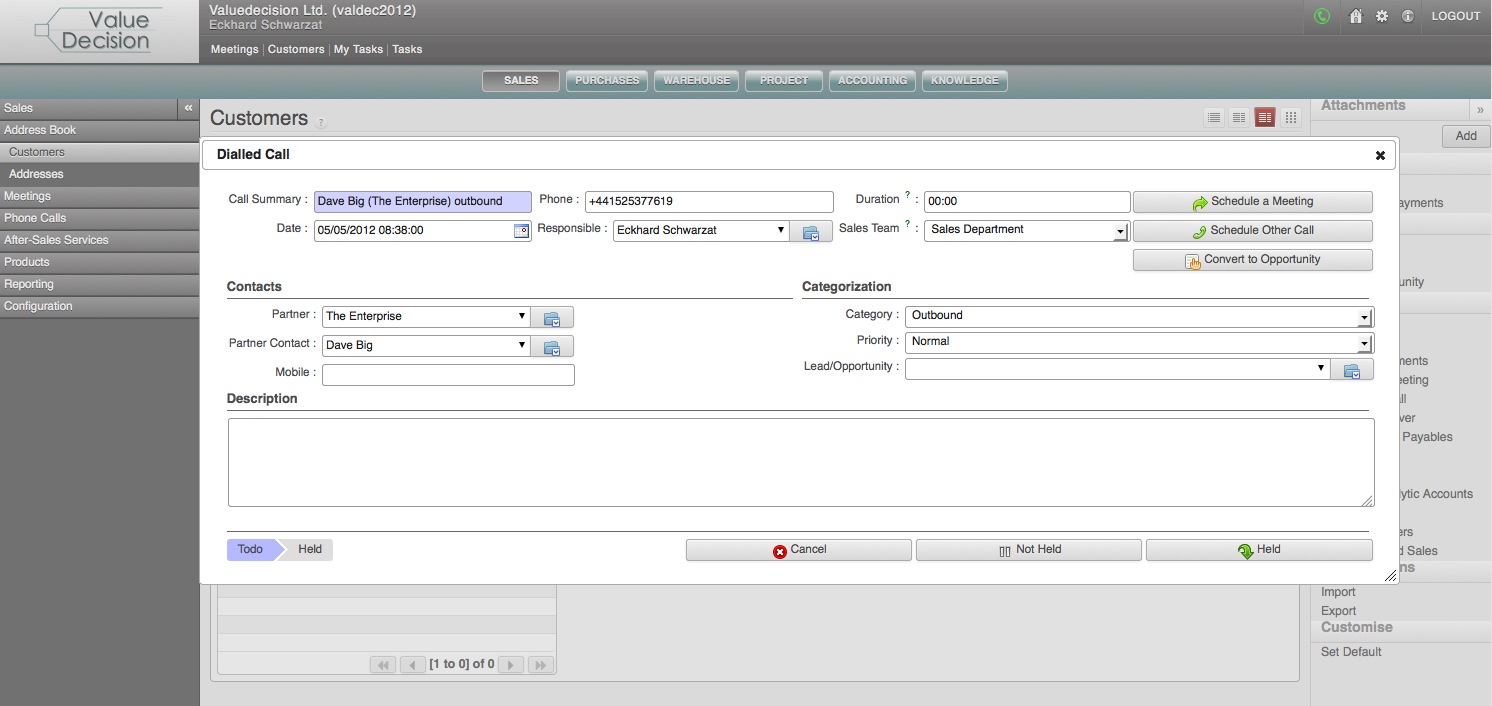 Value Decision
Valuedecision Ltd. (valdec2012)
Eckhard Schwarzat
Meetings | Customers | My Tasks | Tasks
LOGOUT
SALES PURCHASES WAREHOUSE PROJECT ACCOUNTING KNOWLEDGE
Sales «
Address Book
Customers
Addresses
Meetings
Phone Calls
After-Sales Services
Products
Reporting
Configuration
Customers ?
Attachments »
Add
Dialled Call
Call Summary : Dave Big (The Enterprise) outbound Phone : +441525377619 Duration ? : 00:00 Schedule a Meeting
Date : 05/05/2012 08:38:00 Responsible : Eckhard Schwarzat Sales Team ? : Sales Department Schedule Other Call
Convert to Opportunity
Contacts Categorization
Partner : The Enterprise Category : Outbound
Partner Contact : Dave Big Priority : Normal
Mobile : Lead/Opportunity :
Description
Todo Held Cancel Not Held Held
ayments
unity
ments
eeting
all
ver
Payables
lytic Accounts
ers
d Sales
ns
Import
Export
Customise
Set Default
[1 to 0] of 0